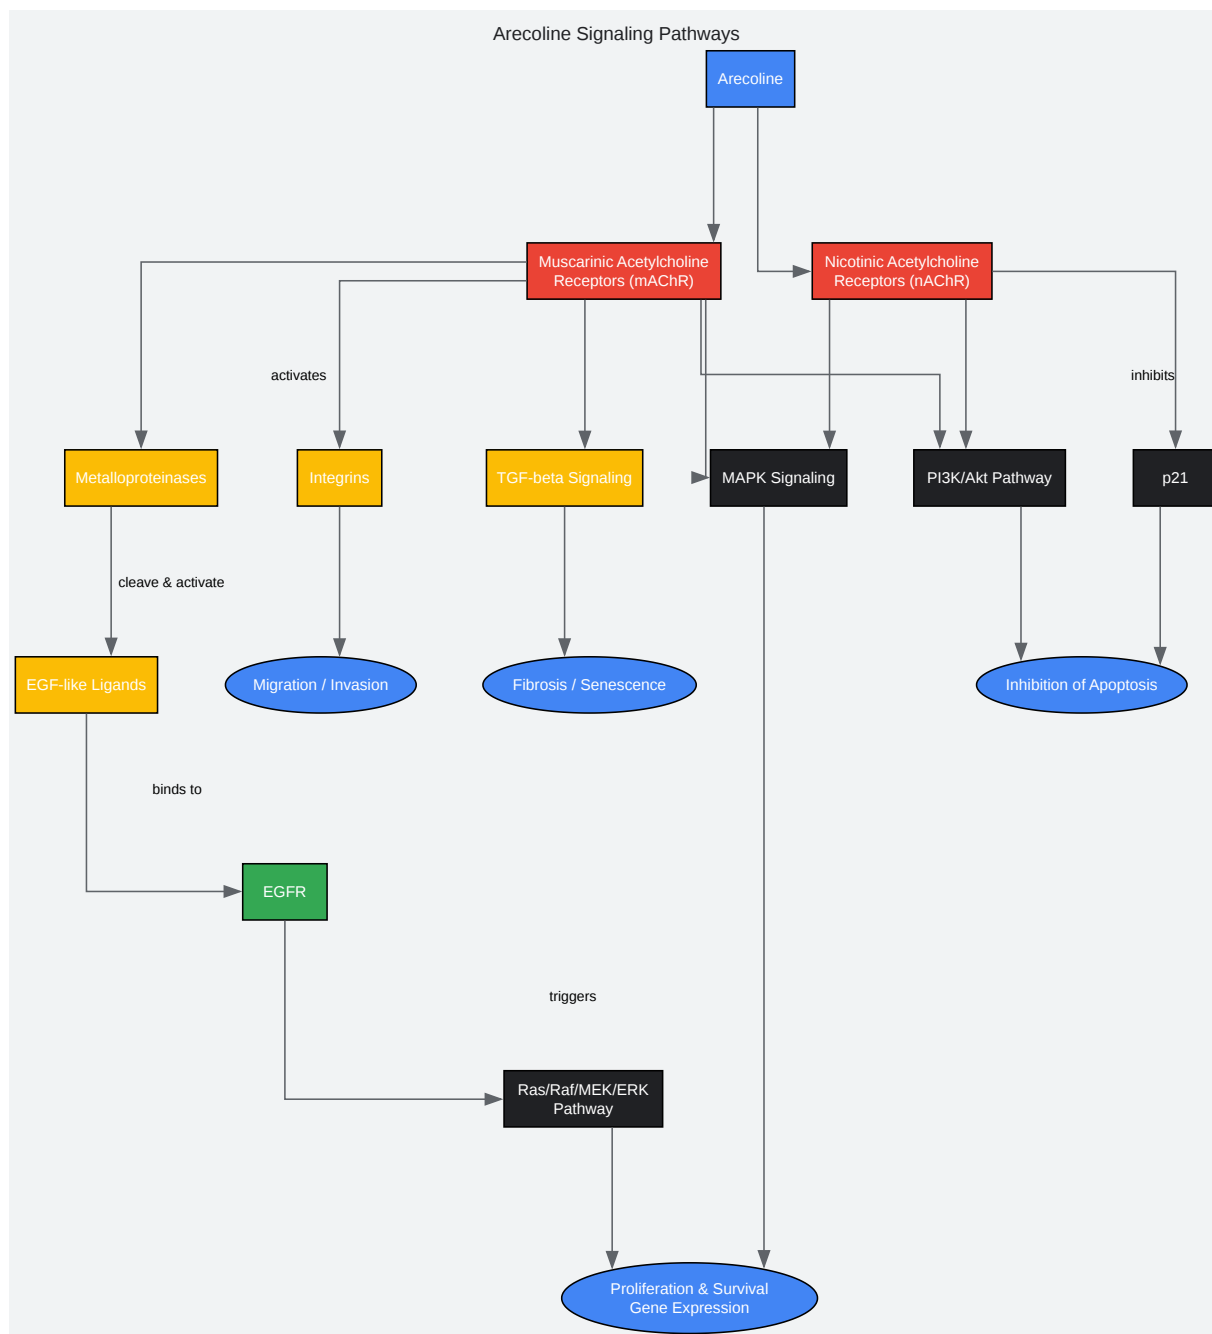 Arecoline Signaling Pathways
Arecoline
Muscarinic Acetylcholine
Receptors (mAChR)
Nicotinic Acetylcholine
Receptors (nAChR)
activates
inhibits
Metalloproteinases
Integrins
TGF-beta Signaling
MAPK Signaling
PI3K/Akt Pathway
p21
cleave & activate
EGF-like Ligands
Migration / Invasion
Fibrosis / Senescence
Inhibition of Apoptosis
binds to
EGFR
triggers
Ras/Raf/MEK/ERK
Pathway
Proliferation & Survival
Gene Expression